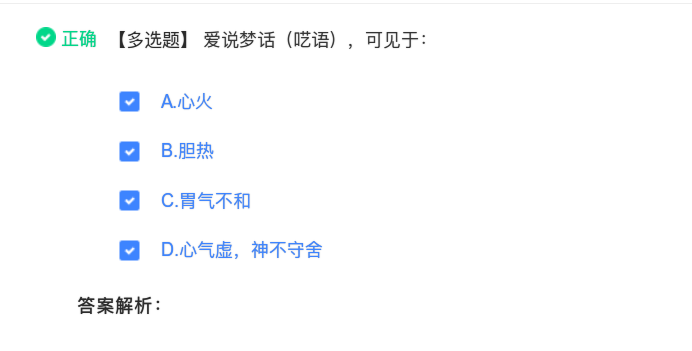 正确 【多选题】 爱说梦话（呓语），可见于：
A.心火
B.胆热
C.胃气不和
D.心气虚，神不守舍
答案解析：